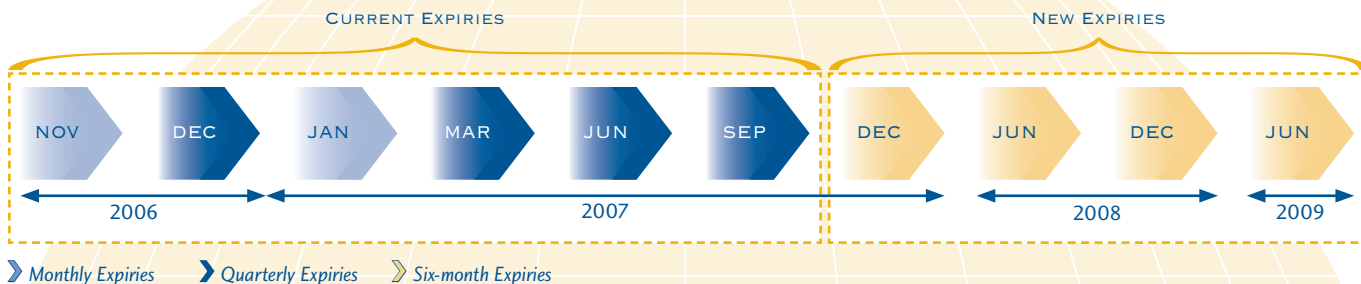 CURRENT EXPIRIES NEW EXPIRIES
NOV DEC JAN MAR JUN SEP DEC JUN DEC JUN
2006 2007 2008 2009
Monthly Expiries Quarterly Expiries Six-month Expiries